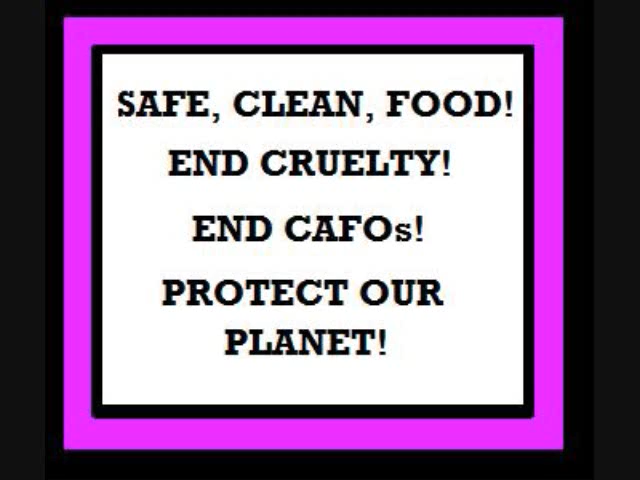 SAFE, CLEAN, FOOD!
END CRUELTY!
END CAFOs!
PROTECT OUR
PLANET!